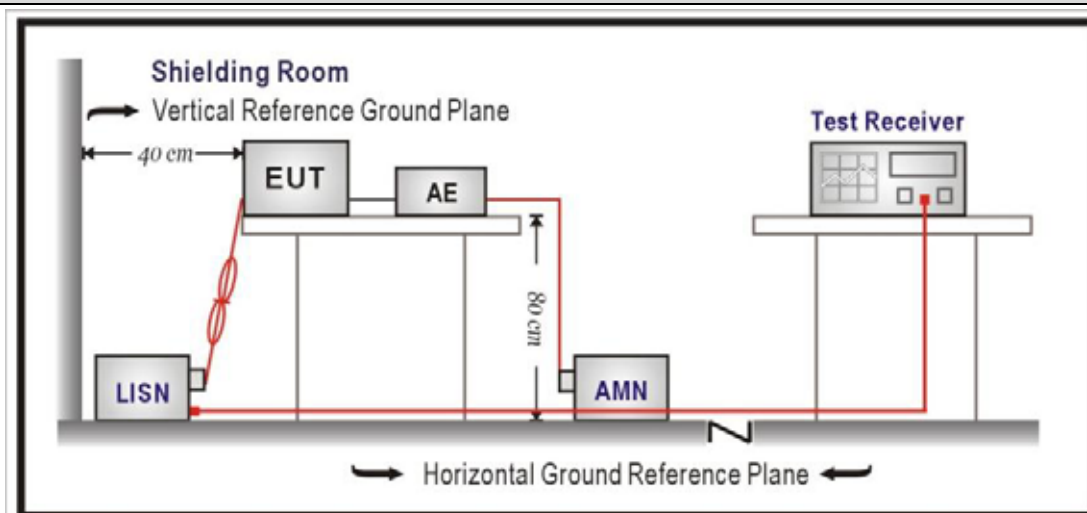 Shielding Room
Vertical Reference Ground Plane
Test Receiver
40 cm
EUT
AE
80 cm
LISN
AMN
Horizontal Ground Reference Plane